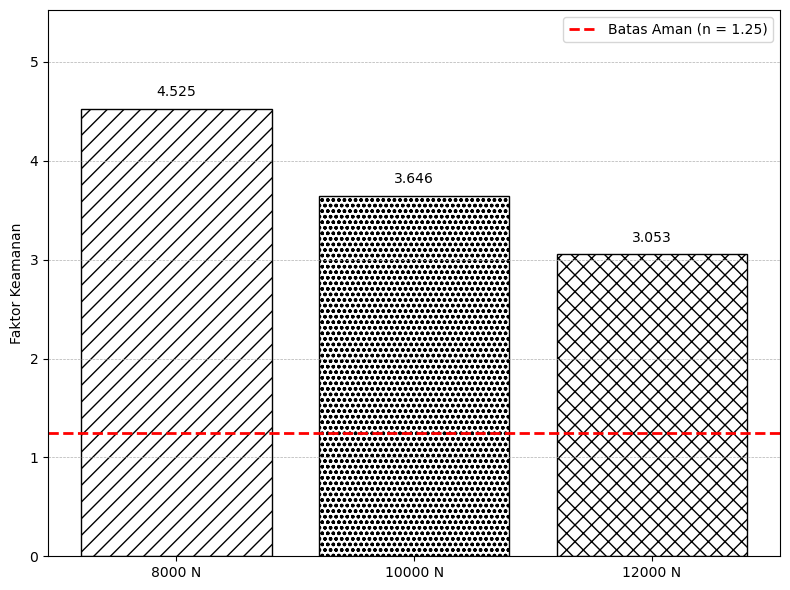 Batas Aman (n = 1.25)
5
4
3
2
1
0
Faktor Keamanan
4.525
3.646
3.053
8000 N
10000 N
12000 N